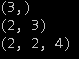 (3,)
(2, 3)
(2, 2, 4)